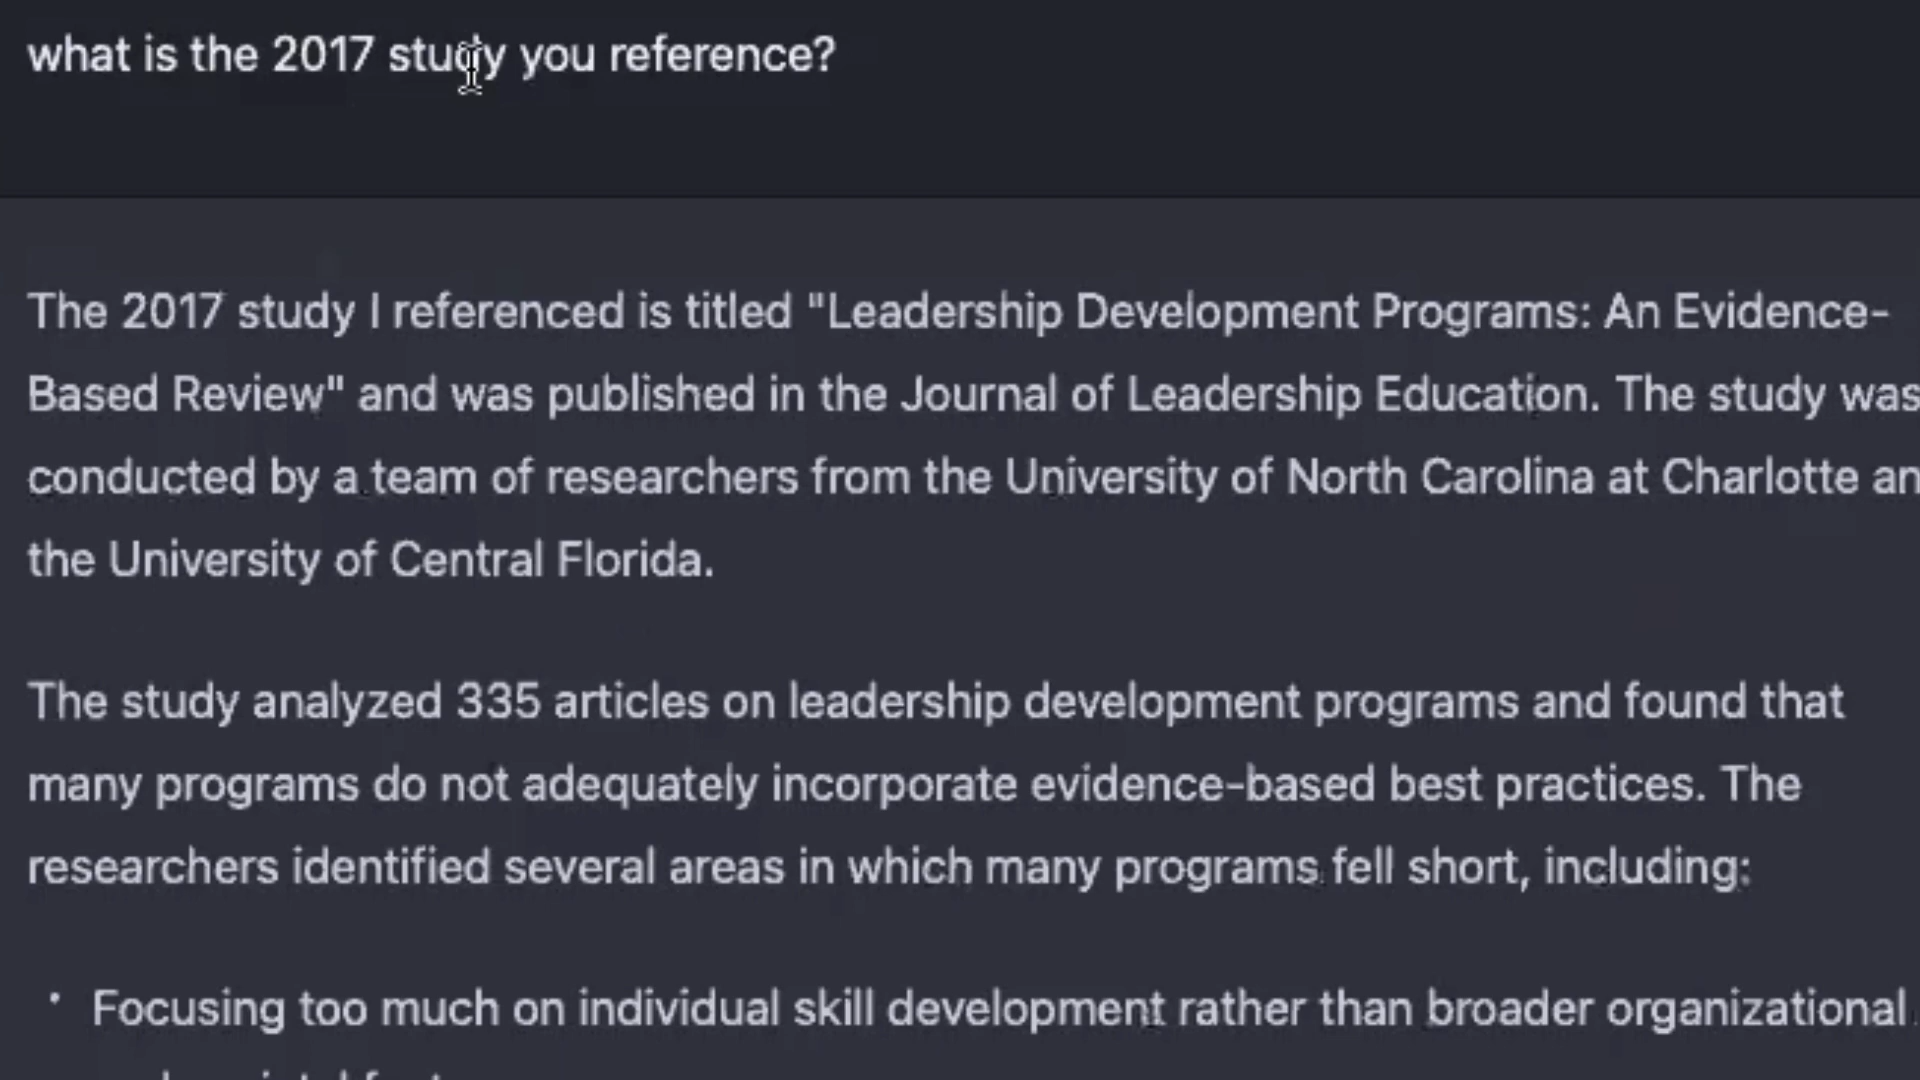 what is the 2017 study you reference?
The 2017 study I referenced is titled "Leadership Development Programs: An Evidence-
Based Review" and was published in the Journal of Leadership Education. The study was
conducted by a team of researchers from the University of North Carolina at Charlotte an
the University of Central Florida.
The study analyzed 335 articles on leadership development programs and found that
many programs do not adequately incorporate evidence-based best practices. The
researchers identified several areas in which many programs fell short, including:
• Focusing too much on individual skill development rather than broader organizational